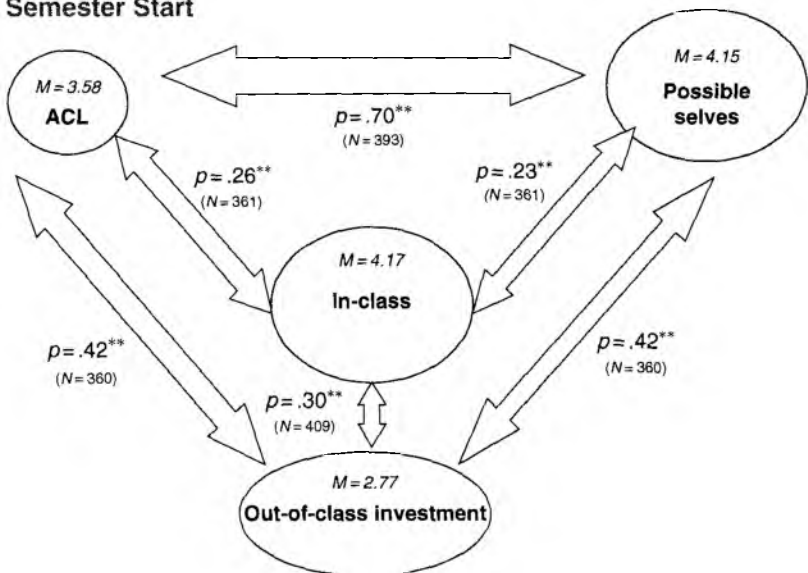 Semester Start
M = 3.58
ACL
M = 4.15
Possible
selves
p = .70**
(N = 393)
p = .26**
(N = 361)
p = .23**
(N = 361)
M = 4.17
In-class
p = .42**
(N = 360)
p = .42**
(N = 360)
p = .30**
(N = 409)
M = 2.77
Out-of-class investment